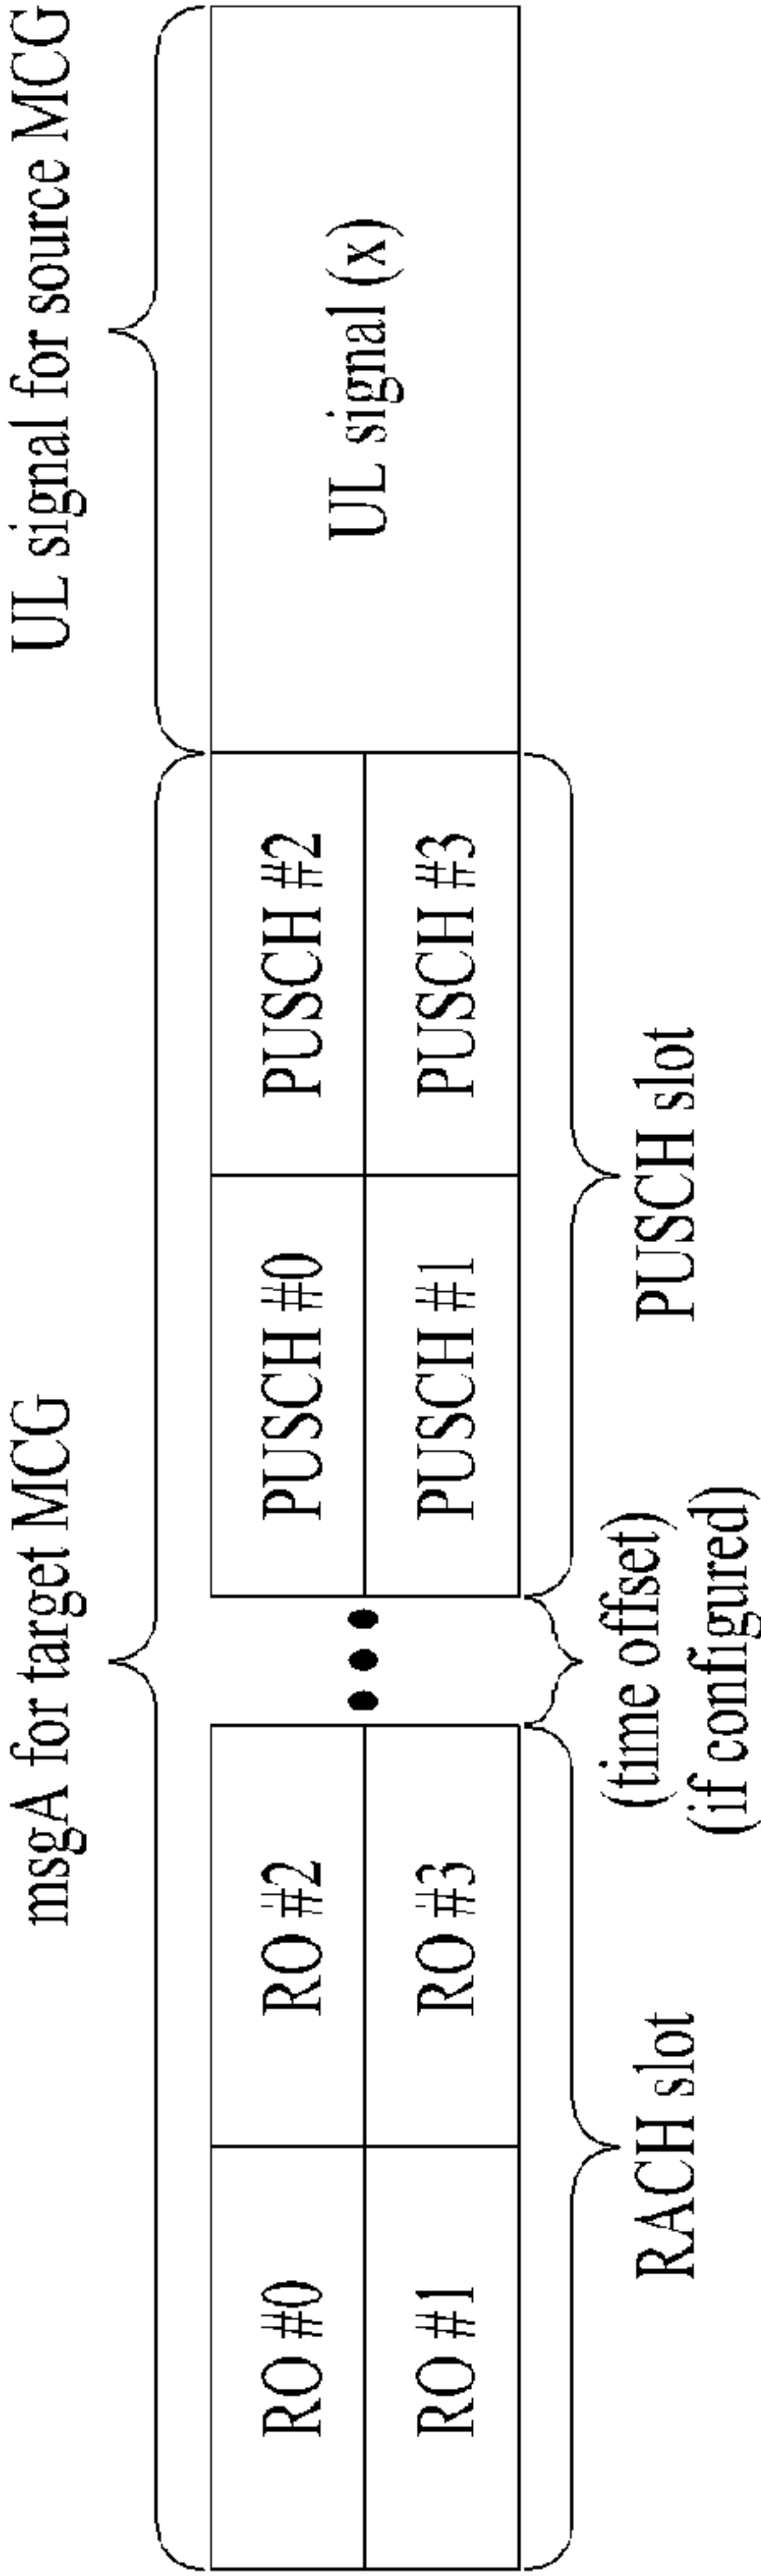 msgA for target MCG
UL signal for source MCG
RO #0
RO #2
PUSCH #0
PUSCH #2
UL signal (x)
RO #1
RO #3
PUSCH #1
PUSCH #3
RACH slot
(time offset)
(if configured)
PUSCH slot